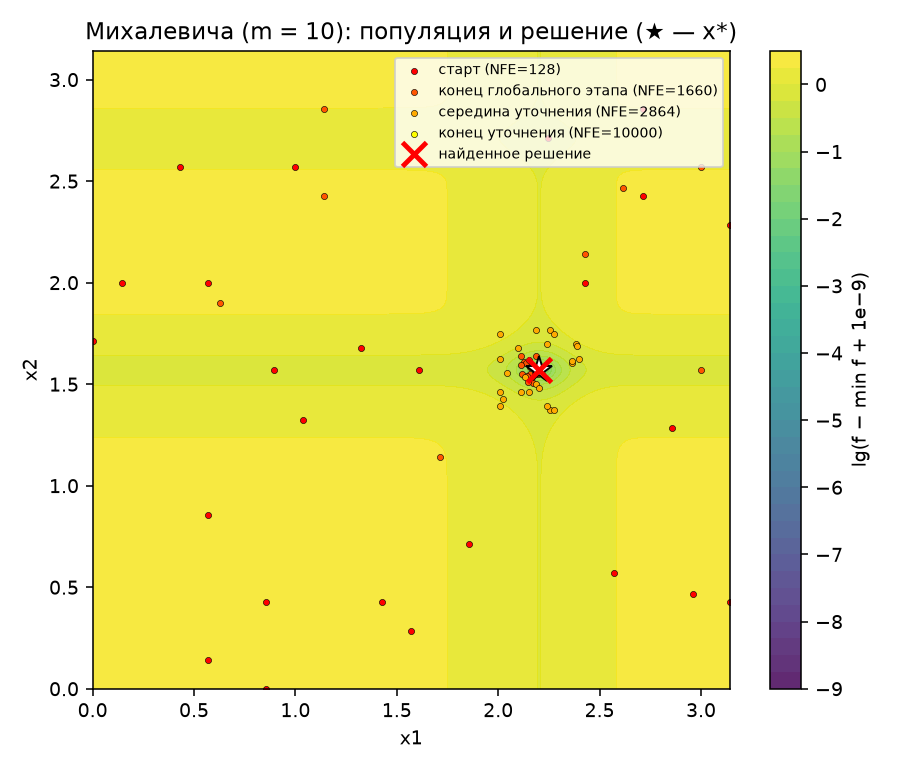 Михалевича (m = 10): популяция и решение (★ — x*)
старт (NFE=128)
конец глобального этапа (NFE=1660)
середина уточнения (NFE=2864)
конец уточнения (NFE=10000)
найденное решение
3.0
2.5
2.0
1.5
1.0
0.5
0.0
x2
0.0 0.5 1.0 1.5 2.0 2.5 3.0
x1
0
−1
−2
−3
−4
−5
−6
−7
−8
−9
lg(f − min f + 1e−9)